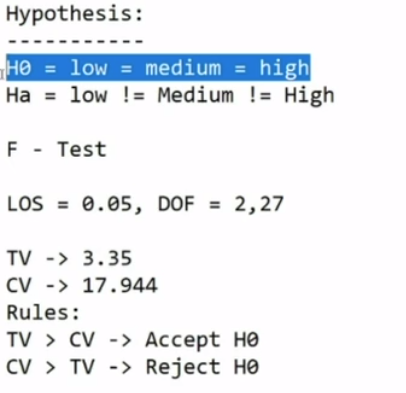 Hypothesis:
-----------
H0 = low = medium = high
Ha = low != Medium != High
F - Test
LOS = 0.05, DOF = 2,27
TV -> 3.35
CV -> 17.944
Rules:
TV > CV -> Accept H0
CV > TV -> Reject H0